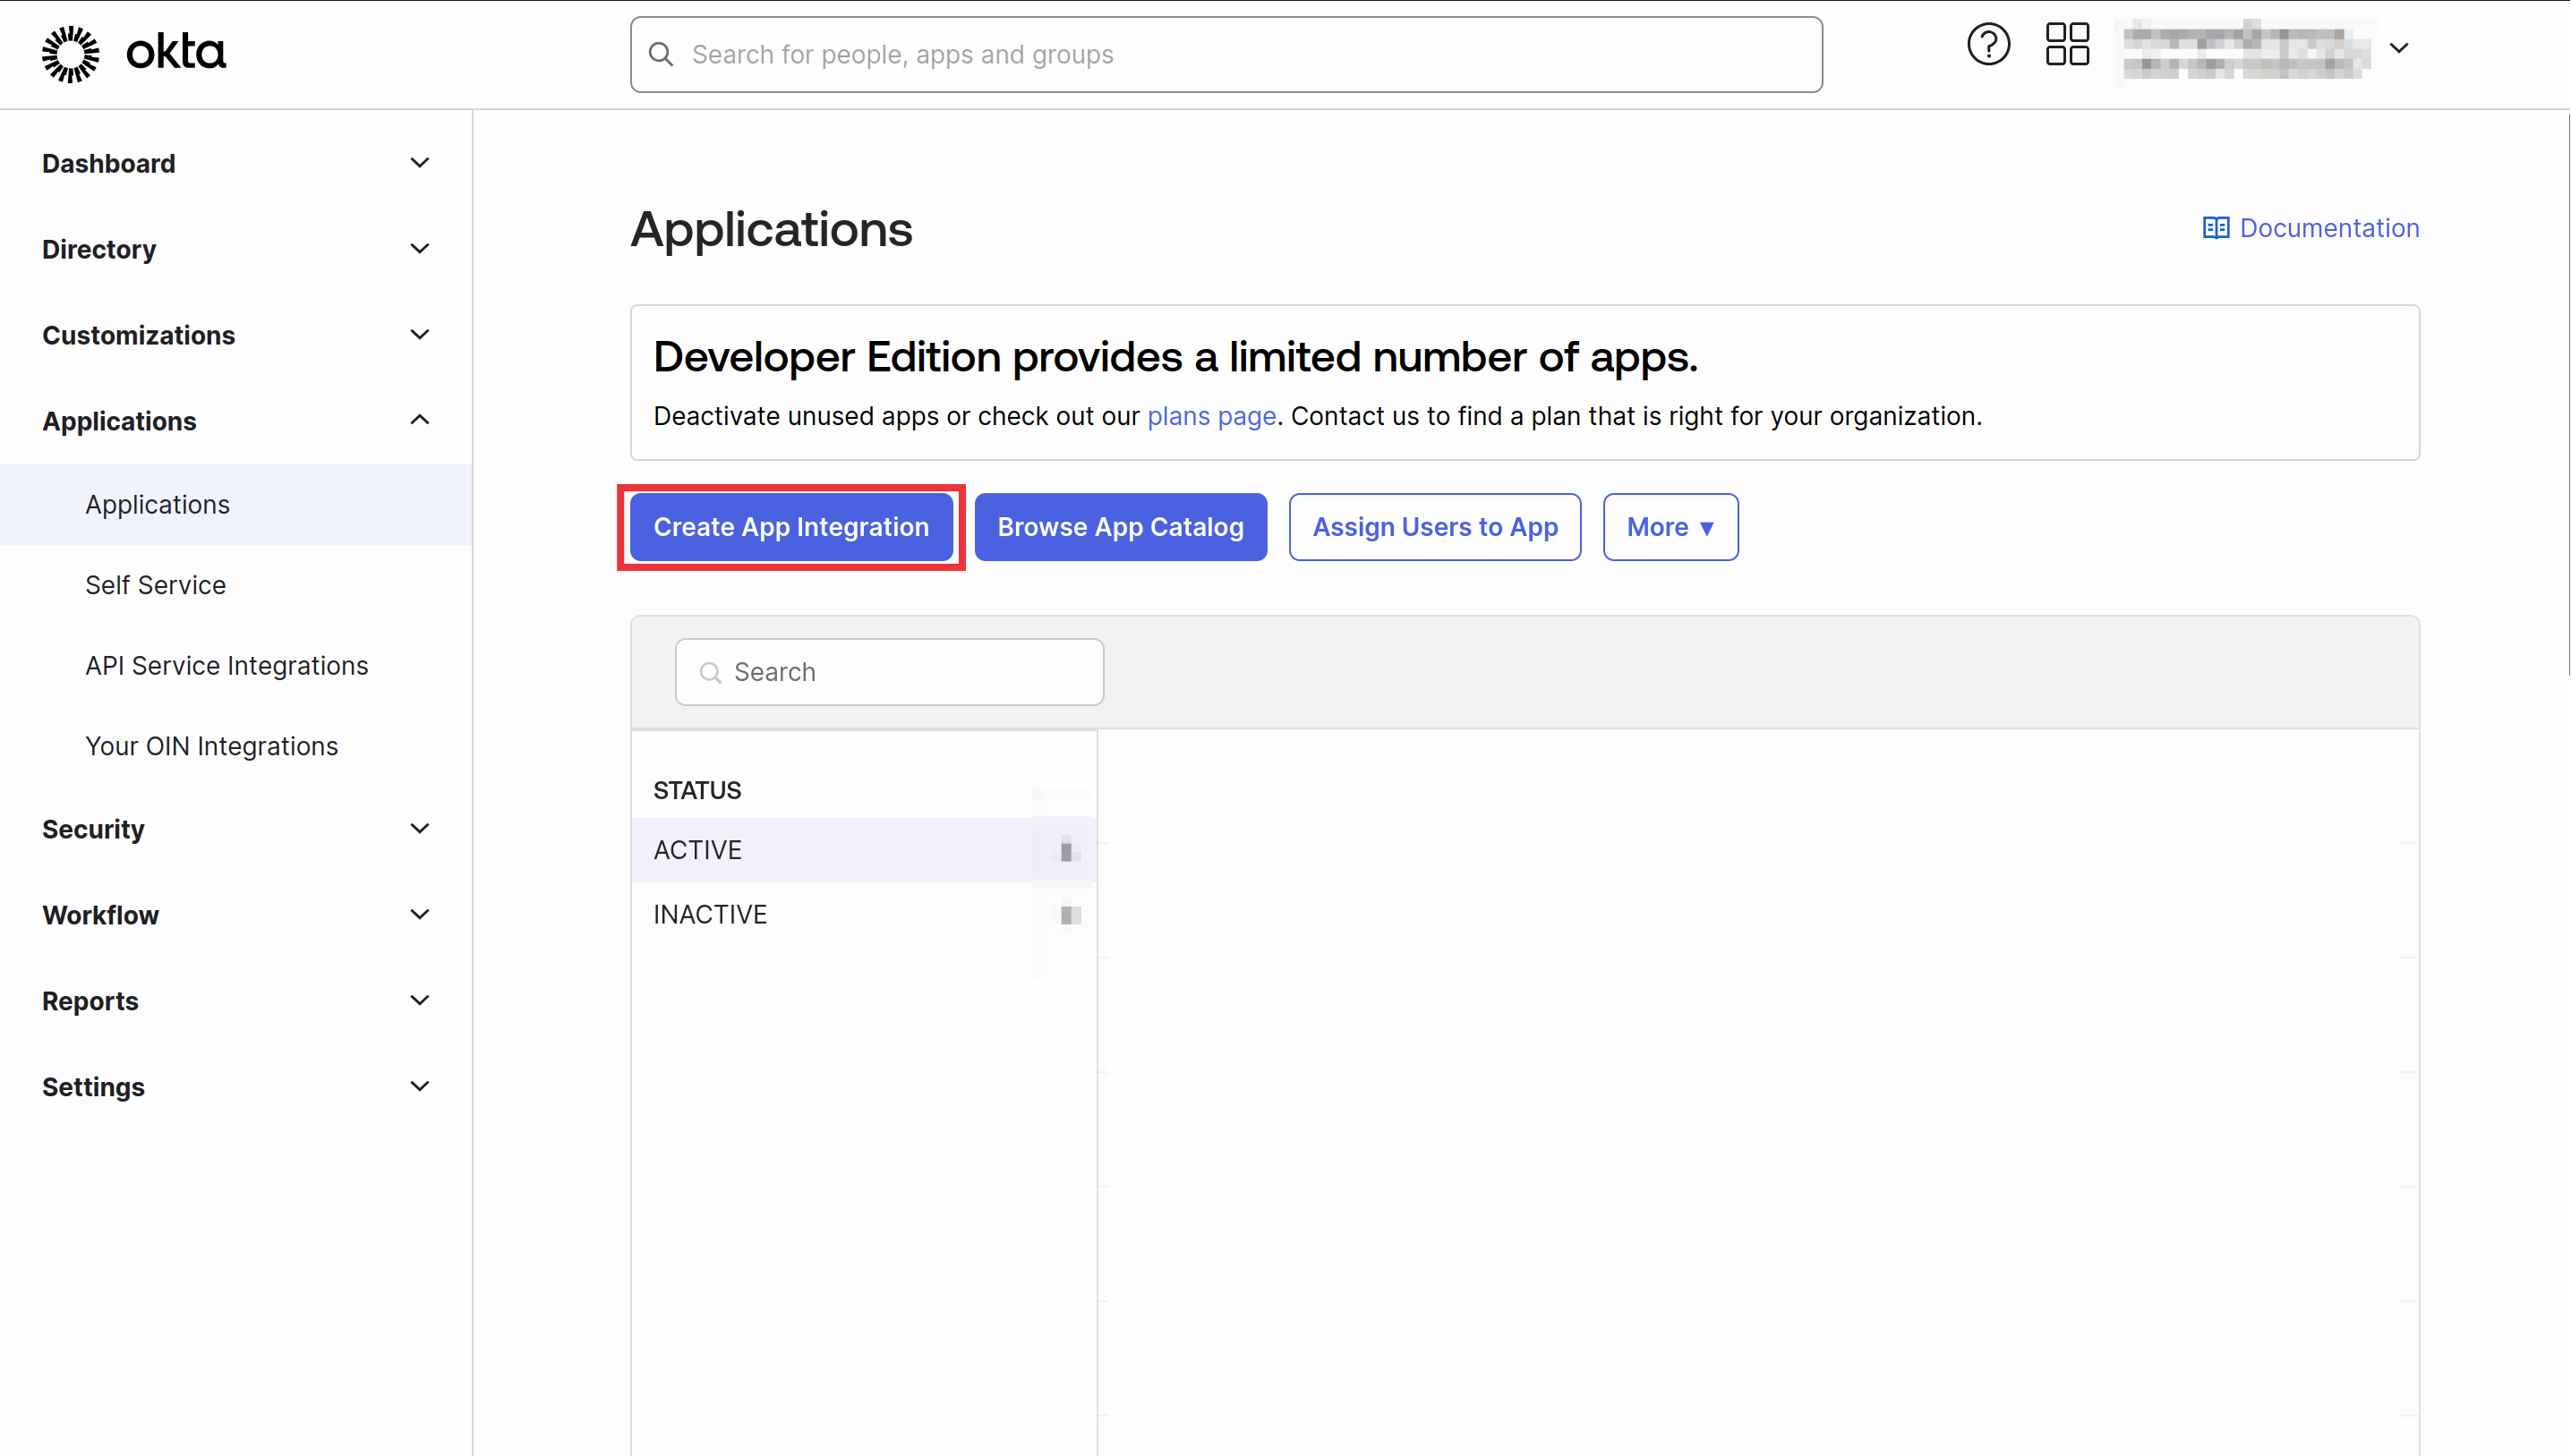 okta
Search for people, apps and groups
Dashboard
Directory
Customizations
Applications
Applications
Self Service
API Service Integrations
Your OIN Integrations
Security
Workflow
Reports
Settings
Applications
Documentation
Developer Edition provides a limited number of apps.
Deactivate unused apps or check out our plans page. Contact us to find a plan that is right for your organization.
Create App Integration
Browse App Catalog
Assign Users to App
More ▼
Search
STATUS
ACTIVE
INACTIVE